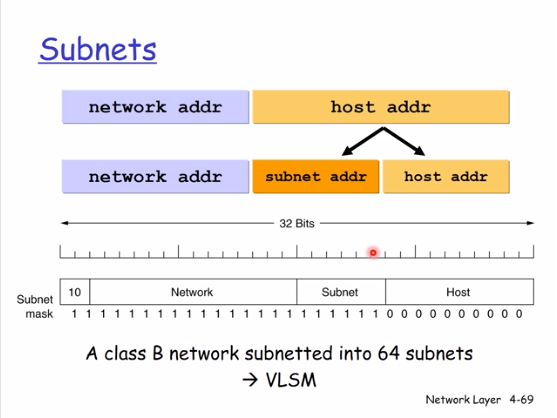 Subnets
network addr host addr
network addr subnet addr host addr
32 Bits
10 Network Subnet Host
Subnet
mask 1 1 1 1 1 1 1 1 1 1 1 1 1 1 1 1 1 1 1 1 1 1 0 0 0 0 0 0 0 0 0 0
A class B network subnetted into 64 subnets
→ VLSM
Network Layer 4-69